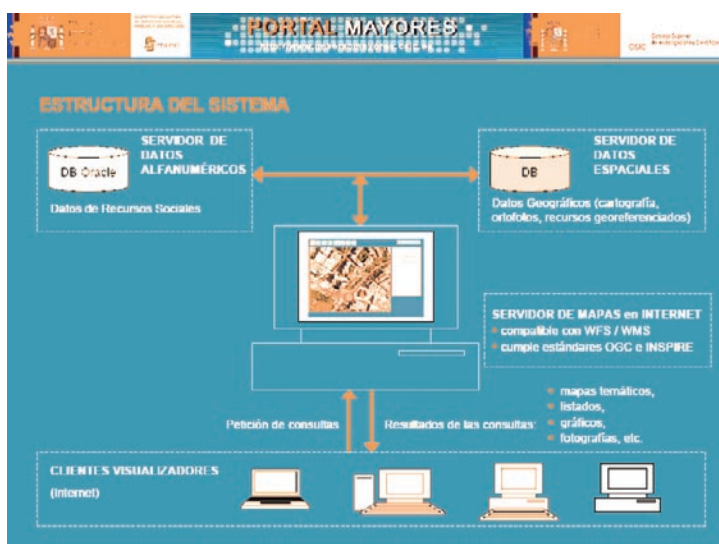 PORTAL MAYORES
CSIC
ESTRUCTURA DEL SISTEMA
SERVIDOR DE
DATOS
ALFANUMÉRICOS
DB Oracle
Datos de Recursos Sociales
SERVIDOR DE
DATOS
ESPACIALES
DB
Datos Geográficos (cartografía,
ortofotos, recursos georeferenciados)
SERVIDOR DE MAPAS en INTERNET
compatible con WFS / WMS
cumple estándares OGC e INSPIRE
Petición de consultas
Resultados de las consultas:
mapas temáticos,
listados,
gráficos,
fotografías, etc.
CLIENTES VISUALIZADORES
(Internet)